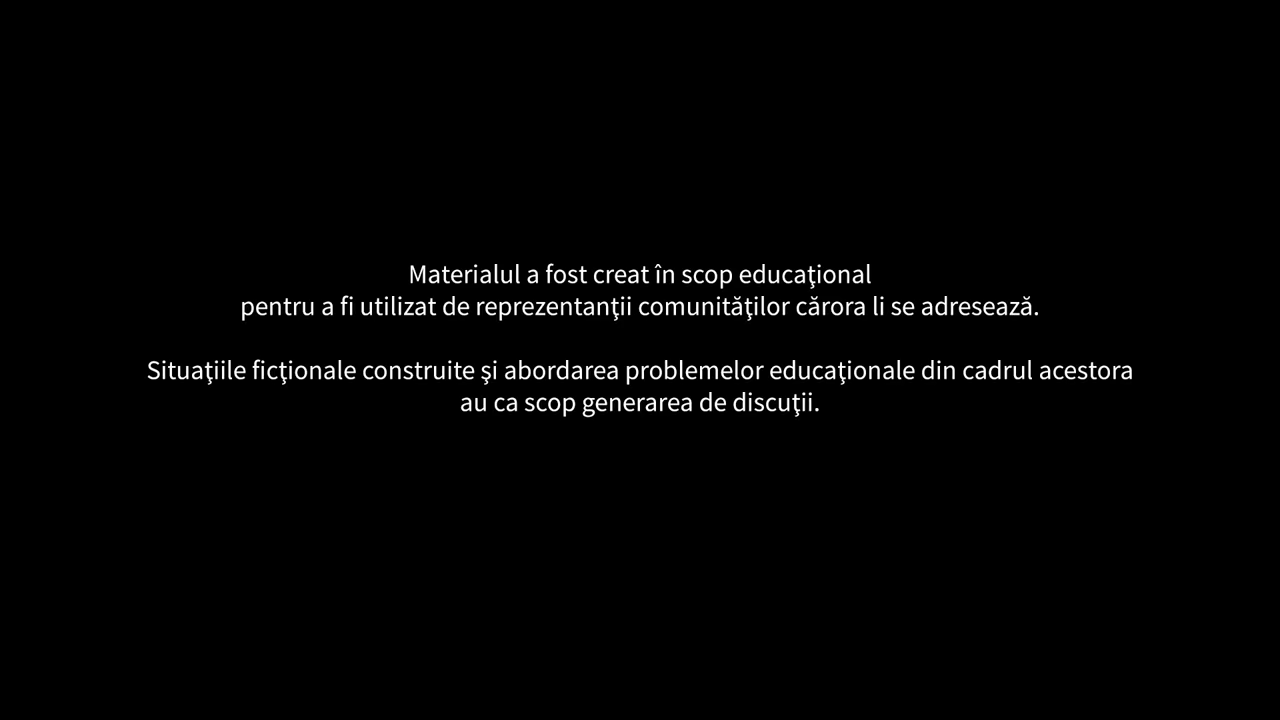 Materialul a fost creat în scop educaţional
pentru a fi utilizat de reprezentanţii comunităţilor cărora li se adresează.
Situaţiile ficţionale construite şi abordarea problemelor educaţionale din cadrul acestora
au ca scop generarea de discuţii.